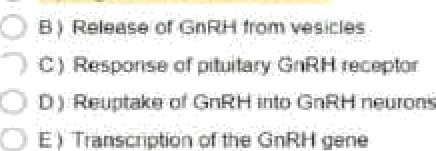 B) Release of GnRH from vesicles
C) Response of pituitary GnRH receptor
D) Reuptake of GnRH into GnRH neurons
E) Transcription of the GnRH gene